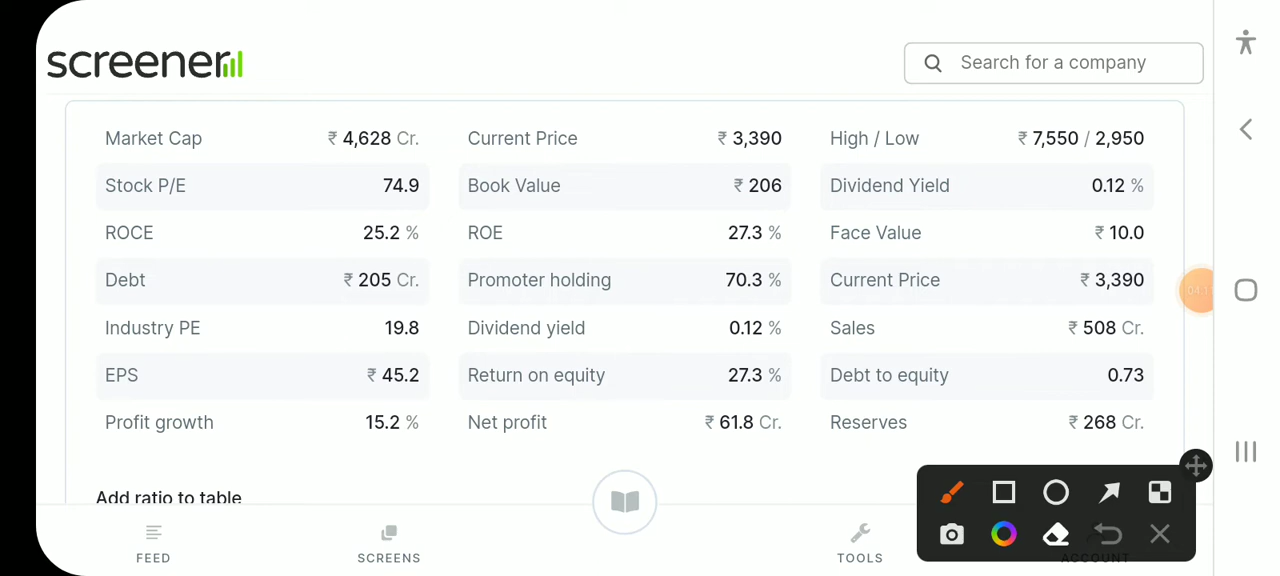 screener
Search for a company
Market Cap ₹ 4,628 Cr. Current Price ₹ 3,390 High / Low ₹ 7,550 / 2,950
Stock P/E 74.9 Book Value ₹ 206 Dividend Yield 0.12 %
ROCE 25.2 % ROE 27.3 % Face Value ₹ 10.0
Debt ₹ 205 Cr. Promoter holding 70.3 % Current Price ₹ 3,390
Industry PE 19.8 Dividend yield 0.12 % Sales ₹ 508 Cr.
EPS ₹ 45.2 Return on equity 27.3 % Debt to equity 0.73
Profit growth 15.2 % Net profit ₹ 61.8 Cr. Reserves ₹ 268 Cr.
Add ratio to table
FEED SCREENS TOOLS ACCOUNT